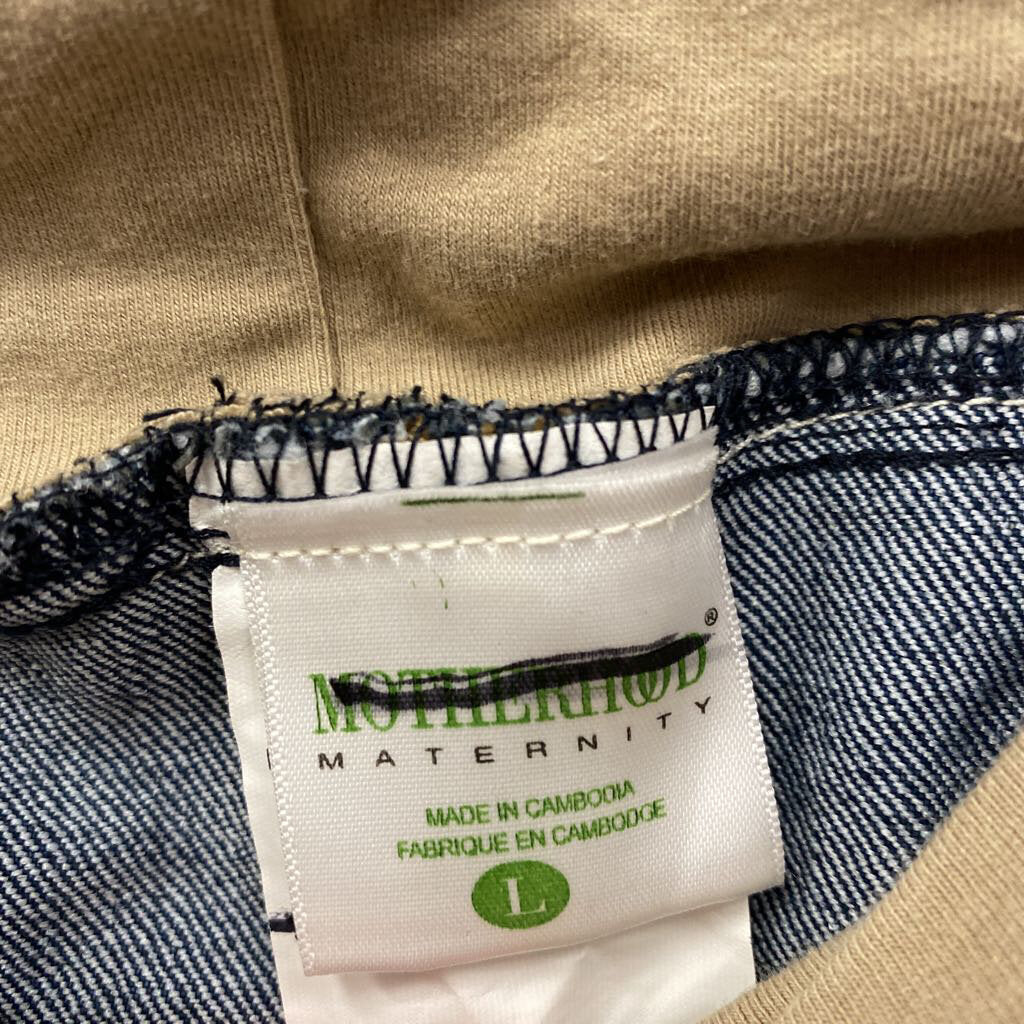 MOTHERHOOD®
MATERNITY
MADE IN CAMBODIA
FABRIQUE EN CAMBODGE
L